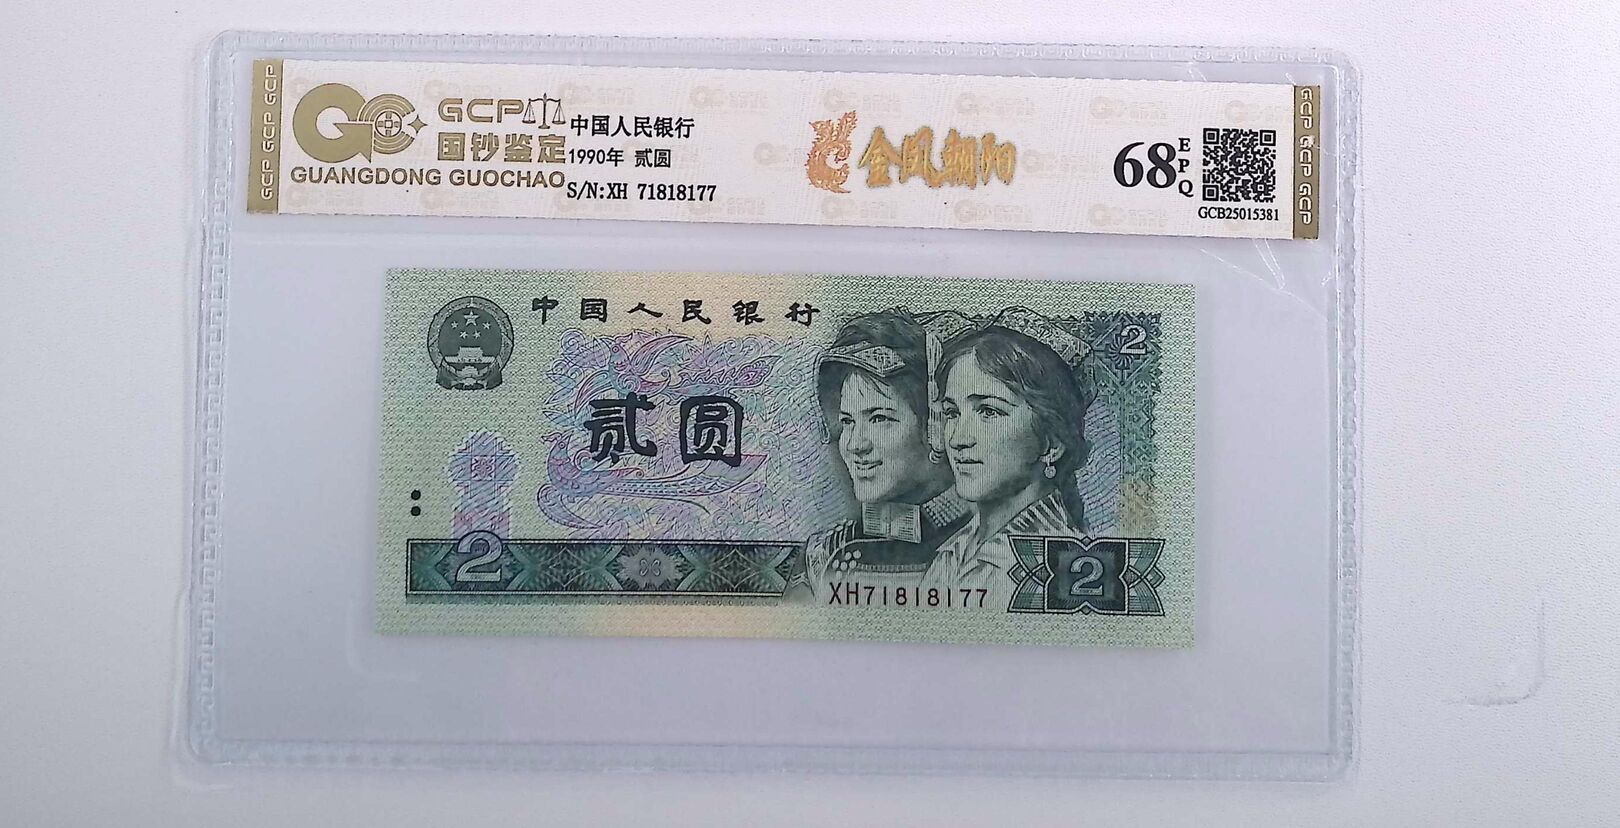 GCP GCP GCP
GCP
国钞鉴定
GUANGDONG GUOCHAO
中国人民银行
1990年 贰圆
S/N:XH 71818177
金凤朝阳
68
EPQ
GCB25015381
GCP GCP GCP
中国人民银行
贰圆
2
2
2
XH71818177